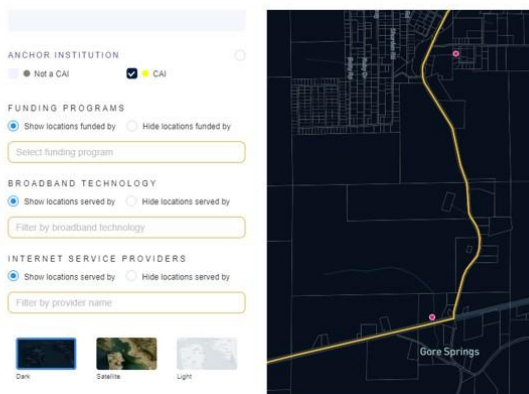 ANCHOR INSTITUTION
Not a CAI
CAI
FUNDING PROGRAMS
Show locations funded by
Hide locations funded by
Select funding program
BROADBAND TECHNOLOGY
Show locations served by
Hide locations served by
Filter by broadband technology
INTERNET SERVICE PROVIDERS
Show locations served by
Hide locations served by
Filter by provider name
Dark
Satellite
Light
Gore Springs